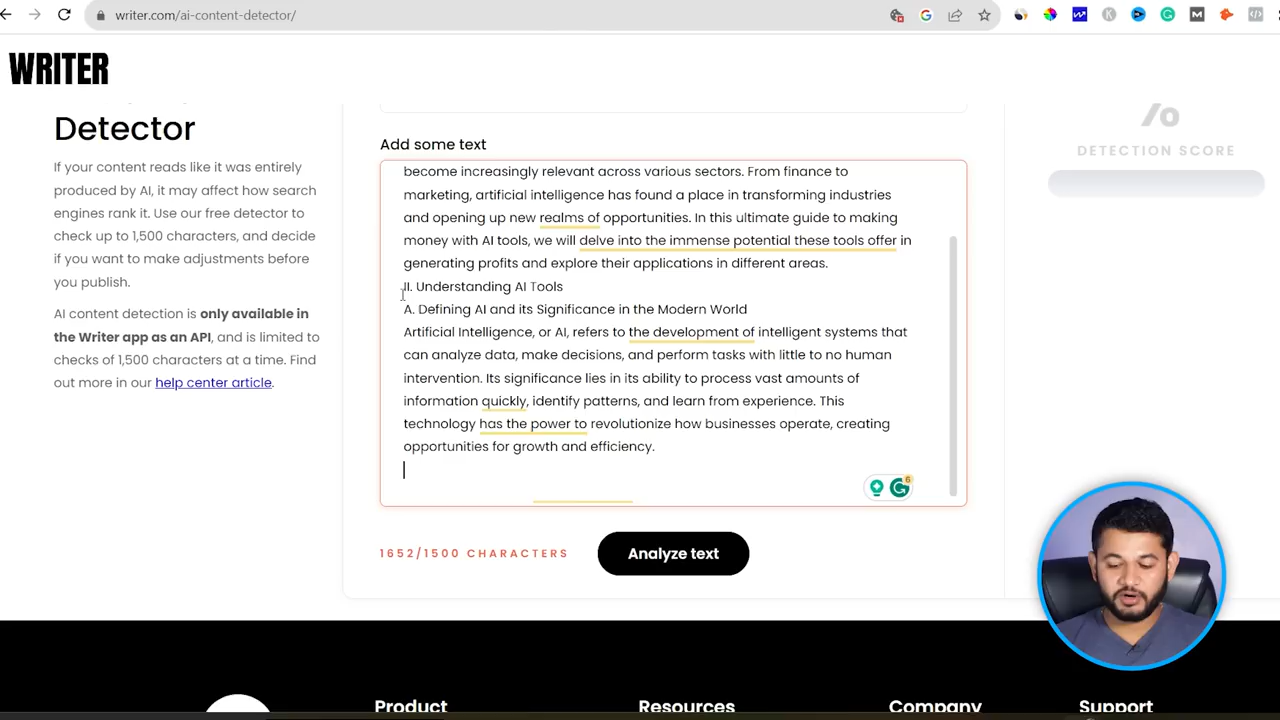 writer.com/ai-content-detector/
WRITER
Detector
If your content reads like it was entirely
produced by AI, it may affect how search
engines rank it. Use our free detector to
check up to 1,500 characters, and decide
if you want to make adjustments before
you publish.
AI content detection is only available in
the Writer app as an API, and is limited to
checks of 1,500 characters at a time. Find
out more in our help center article.
Add some text
become increasingly relevant across various sectors. From finance to
marketing, artificial intelligence has found a place in transforming industries
and opening up new realms of opportunities. In this ultimate guide to making
money with AI tools, we will delve into the immense potential these tools offer in
generating profits and explore their applications in different areas.
II. Understanding AI Tools
A. Defining AI and its Significance in the Modern World
Artificial Intelligence, or AI, refers to the development of intelligent systems that
can analyze data, make decisions, and perform tasks with little to no human
intervention. Its significance lies in its ability to process vast amounts of
information quickly, identify patterns, and learn from experience. This
technology has the power to revolutionize how businesses operate, creating
opportunities for growth and efficiency.
6
1652/1500 CHARACTERS
Analyze text
DETECTION SCORE
Product
Resources
Company
Support